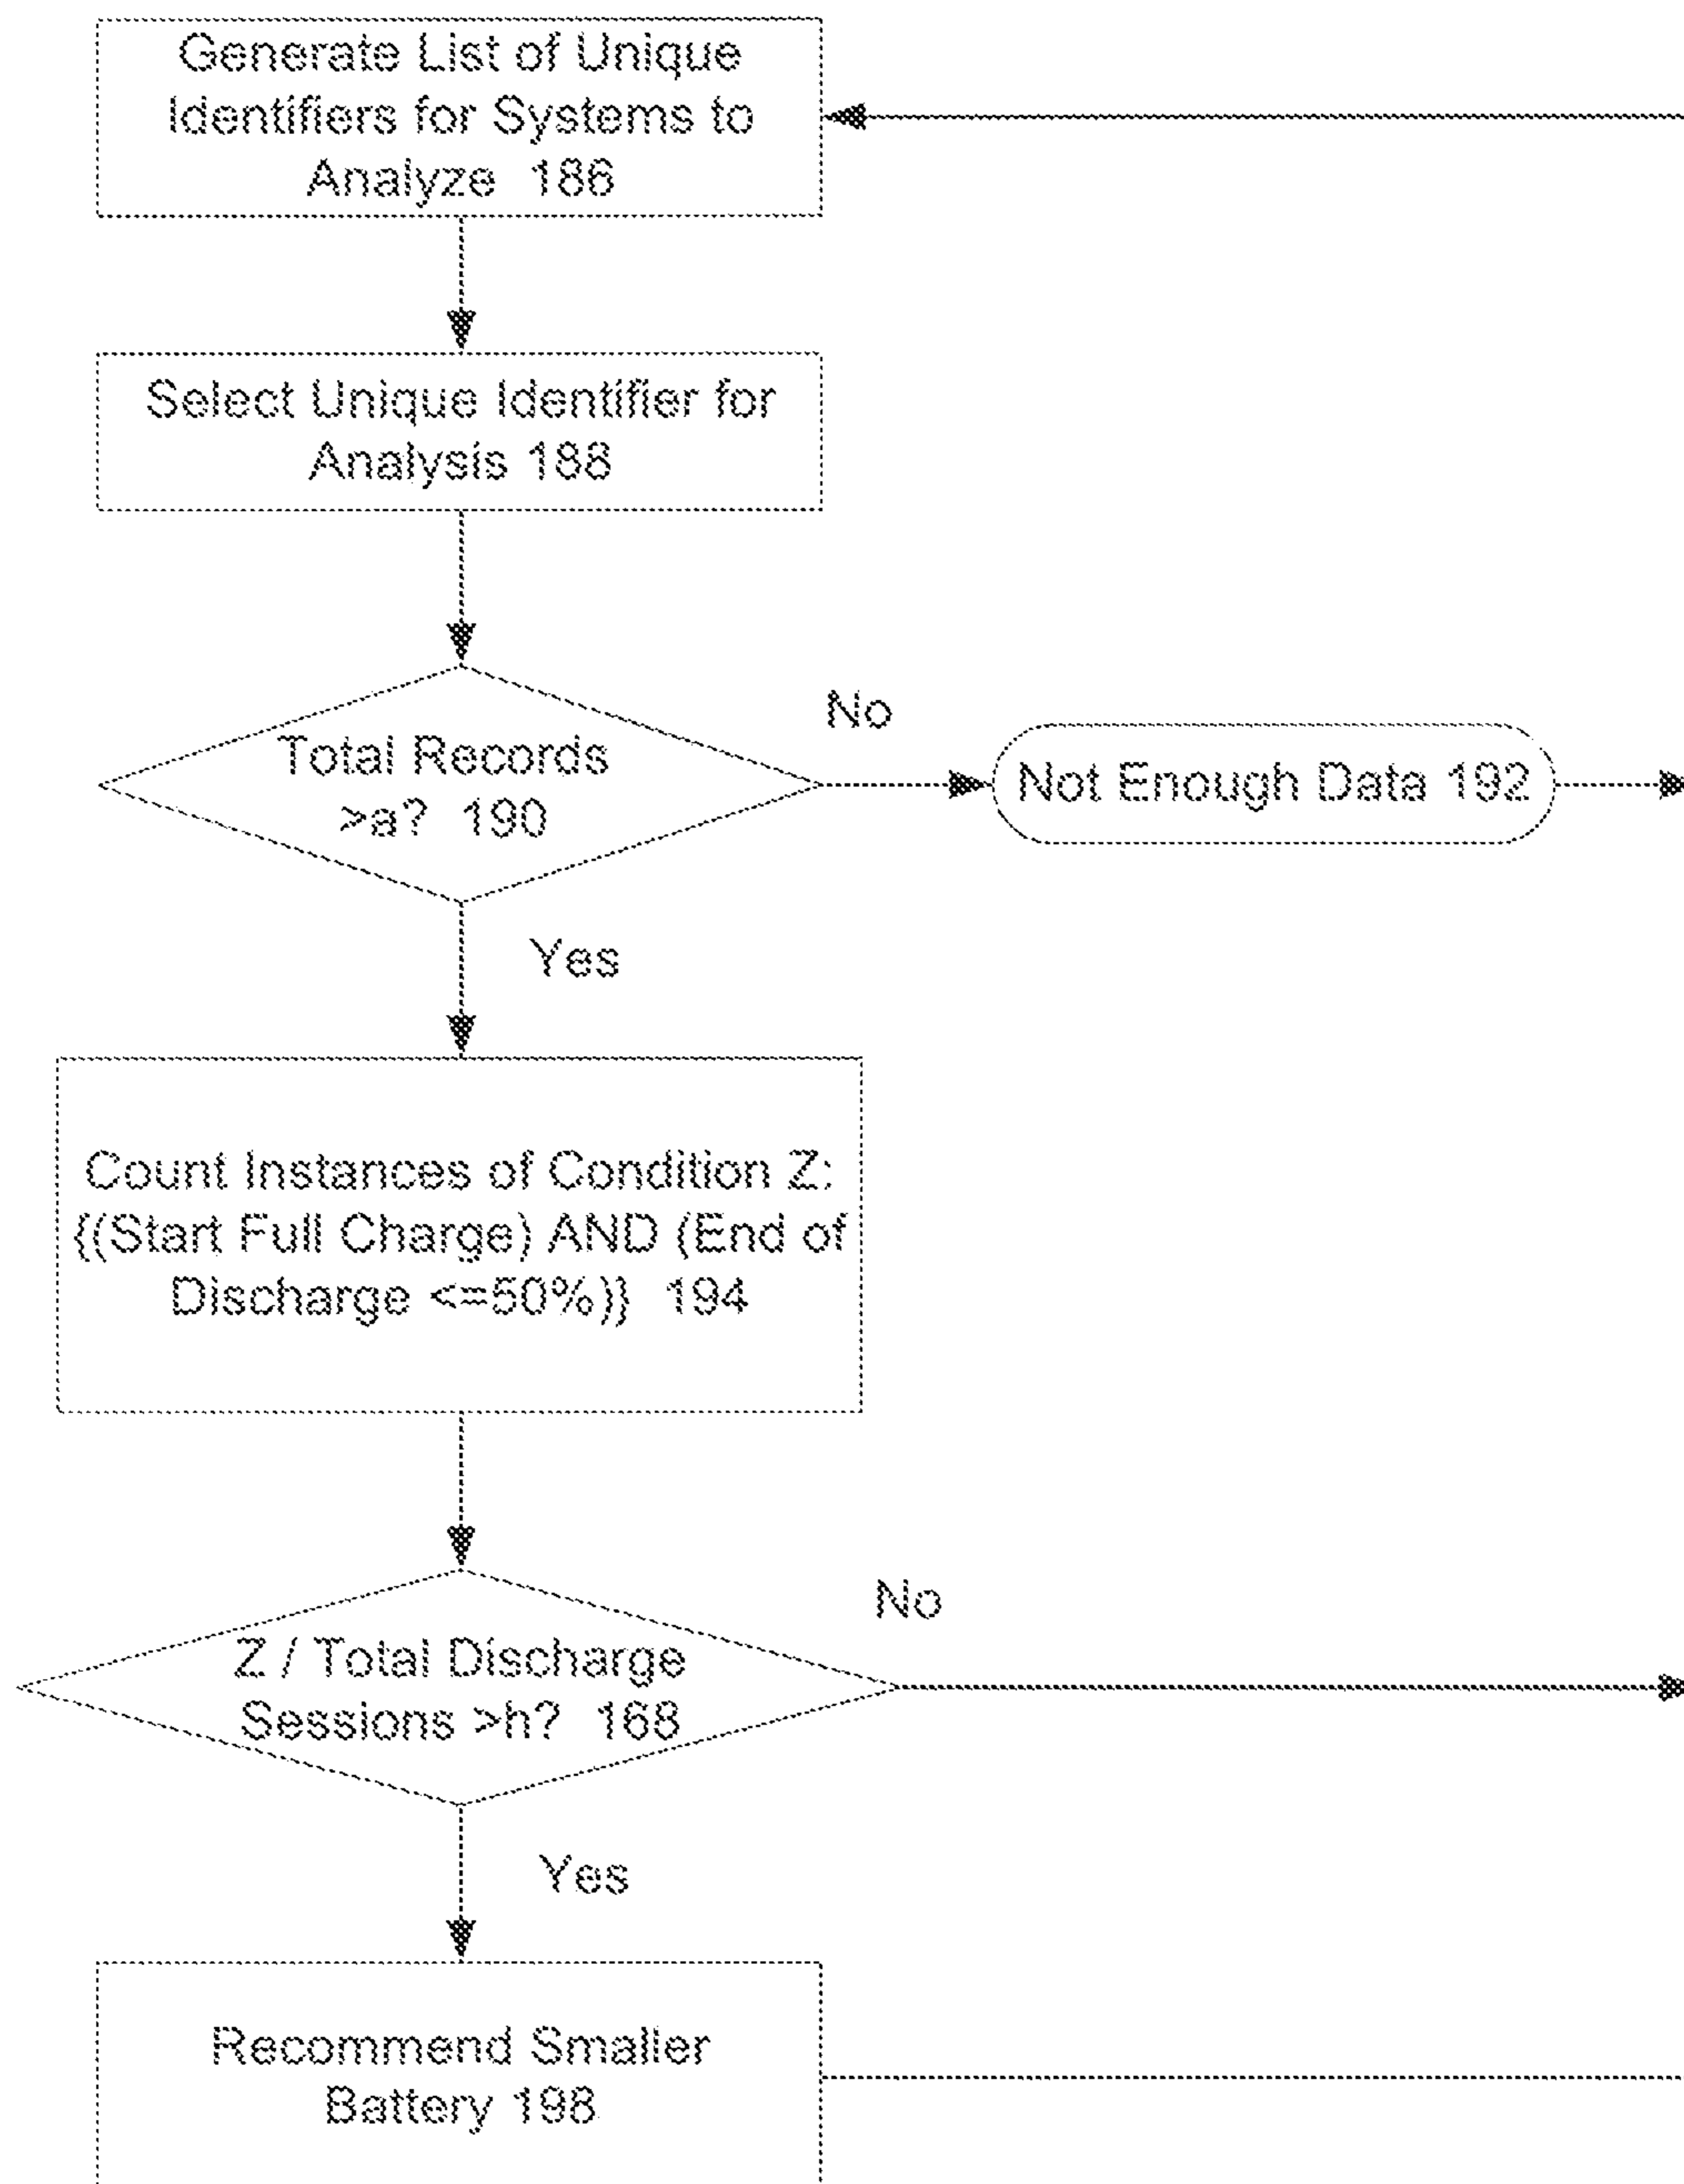 Generate List of Unique
Identifiers for Systems to
Analyze 186
Select Unique Identifier for
Analysis 188
Total Records
>a? 190
No
Not Enough Data 192
Yes
Count Instances of Condition Z:
{(Start Full Charge) AND (End of
Discharge <=50%)} 194
No
Z / Total Discharge
Sessions >h? 168
Yes
Recommend Smaller
Battery 198